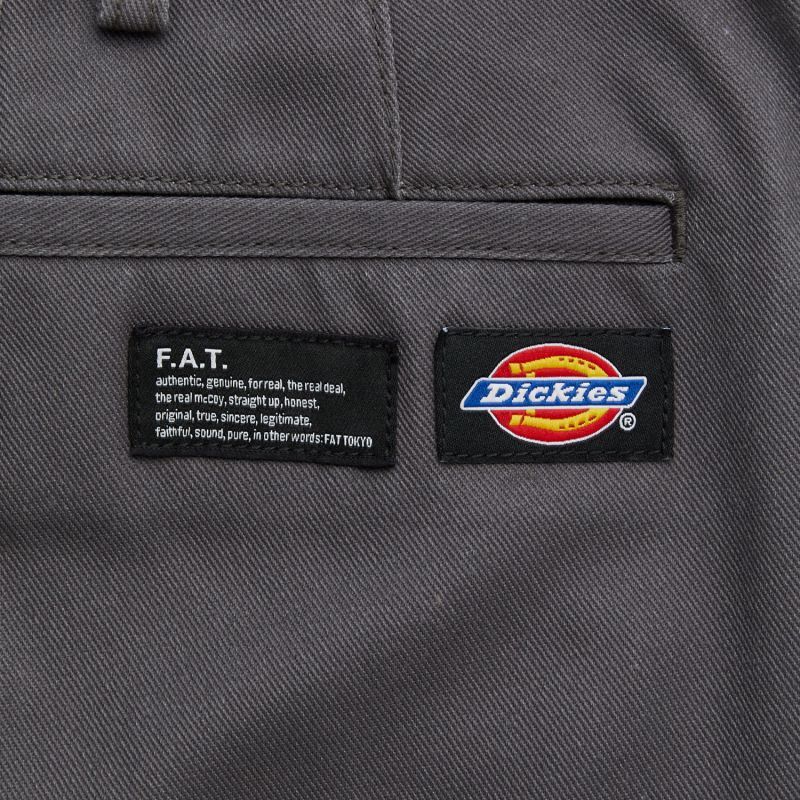 F.A.T.
authentic, genuine, for real, the real deal,
the real mcCoy, straight up, honest,
original, true, sincere, legitimate,
faithful, sound, pure, in other words: FAT TOKYO
Dickies
®